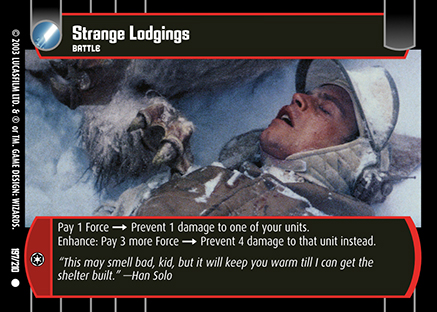 Strange Lodgings
BATTLE
Pay 1 Force → Prevent 1 damage to one of your units.
Enhance: Pay 3 more Force → Prevent 4 damage to that unit instead.
“This may smell bad, kid, but it will keep you warm till I can get the
shelter built.” —Han Solo
© 2003 LUCASFILM LTD. & ® or TM. GAME DESIGN: WIZARDS.
157/210